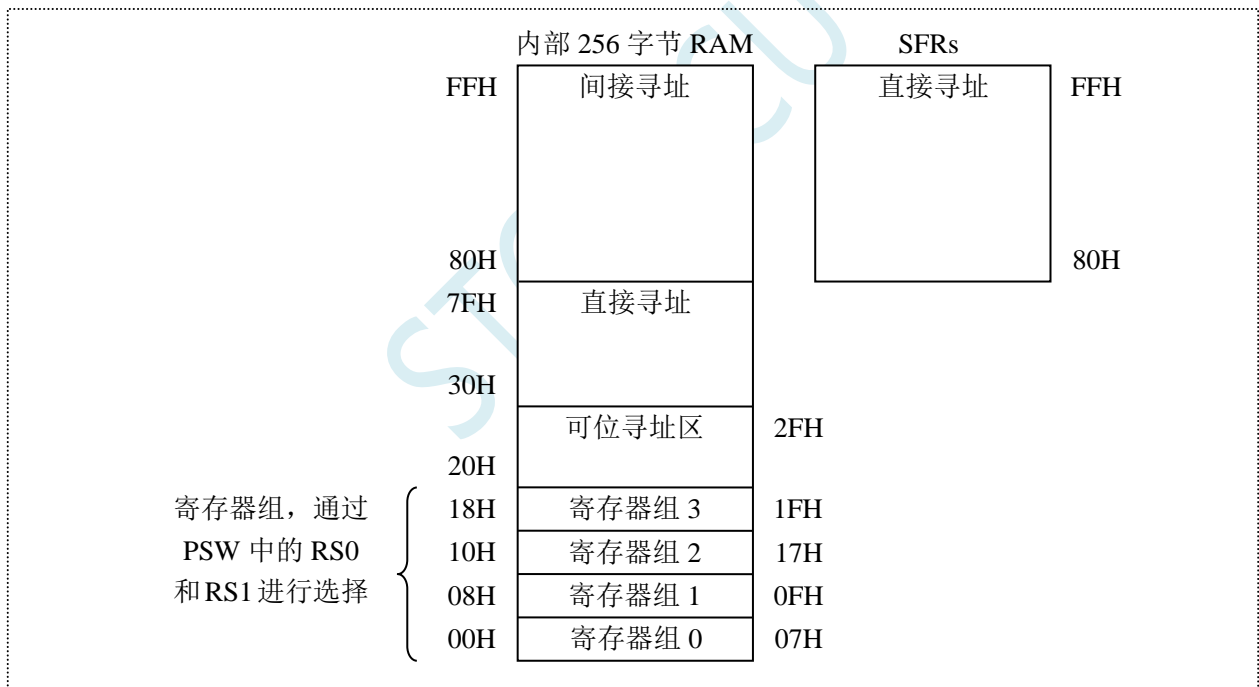 内部 256 字节 RAM SFRs
FFH 间接寻址 直接寻址 FFH
80H 80H
7FH 直接寻址
30H
可位寻址区 2FH
20H
寄存器组，通过 18H 寄存器组 3 1FH
PSW 中的 RS0 10H 寄存器组 2 17H
和 RS1 进行选择 08H 寄存器组 1 0FH
00H 寄存器组 0 07H